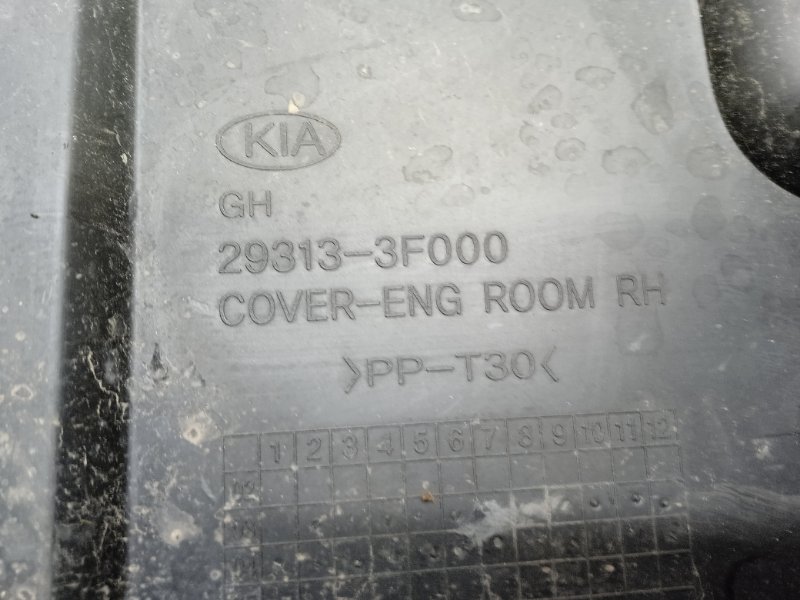 KIA
GH
29313-3F000
COVER-ENG ROOM RH
>PP-T30<
1 2 3 4 5 6 7 8 9 10 11 12